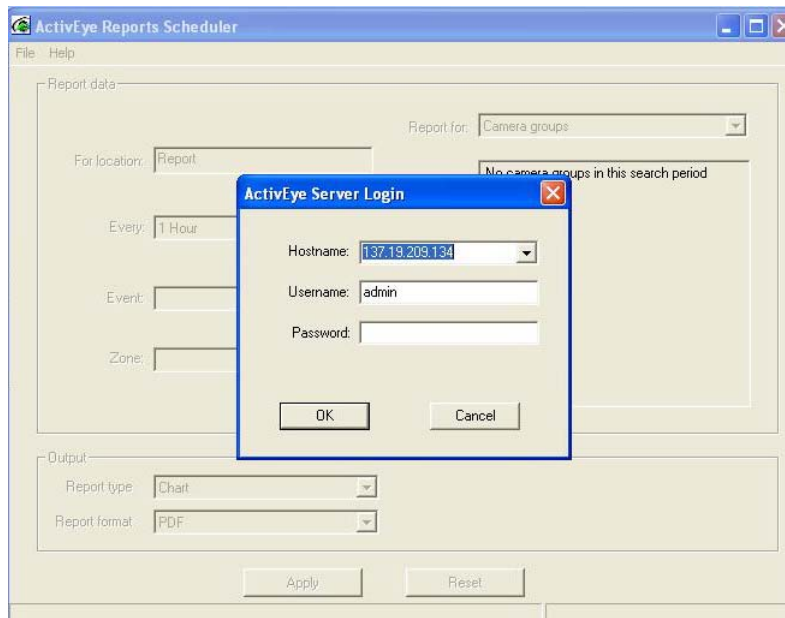 ActivEye Reports Scheduler
File Help
Report data
Report for: Camera groups
For location: Report
No camera groups in this search period
ActivEye Server Login
Every: 1 Hour
Hostname: 137.19.209.134
Event:
Username: admin
Password:
Zone:
OK Cancel
Output
Report type Chart
Report format PDF
Apply Reset